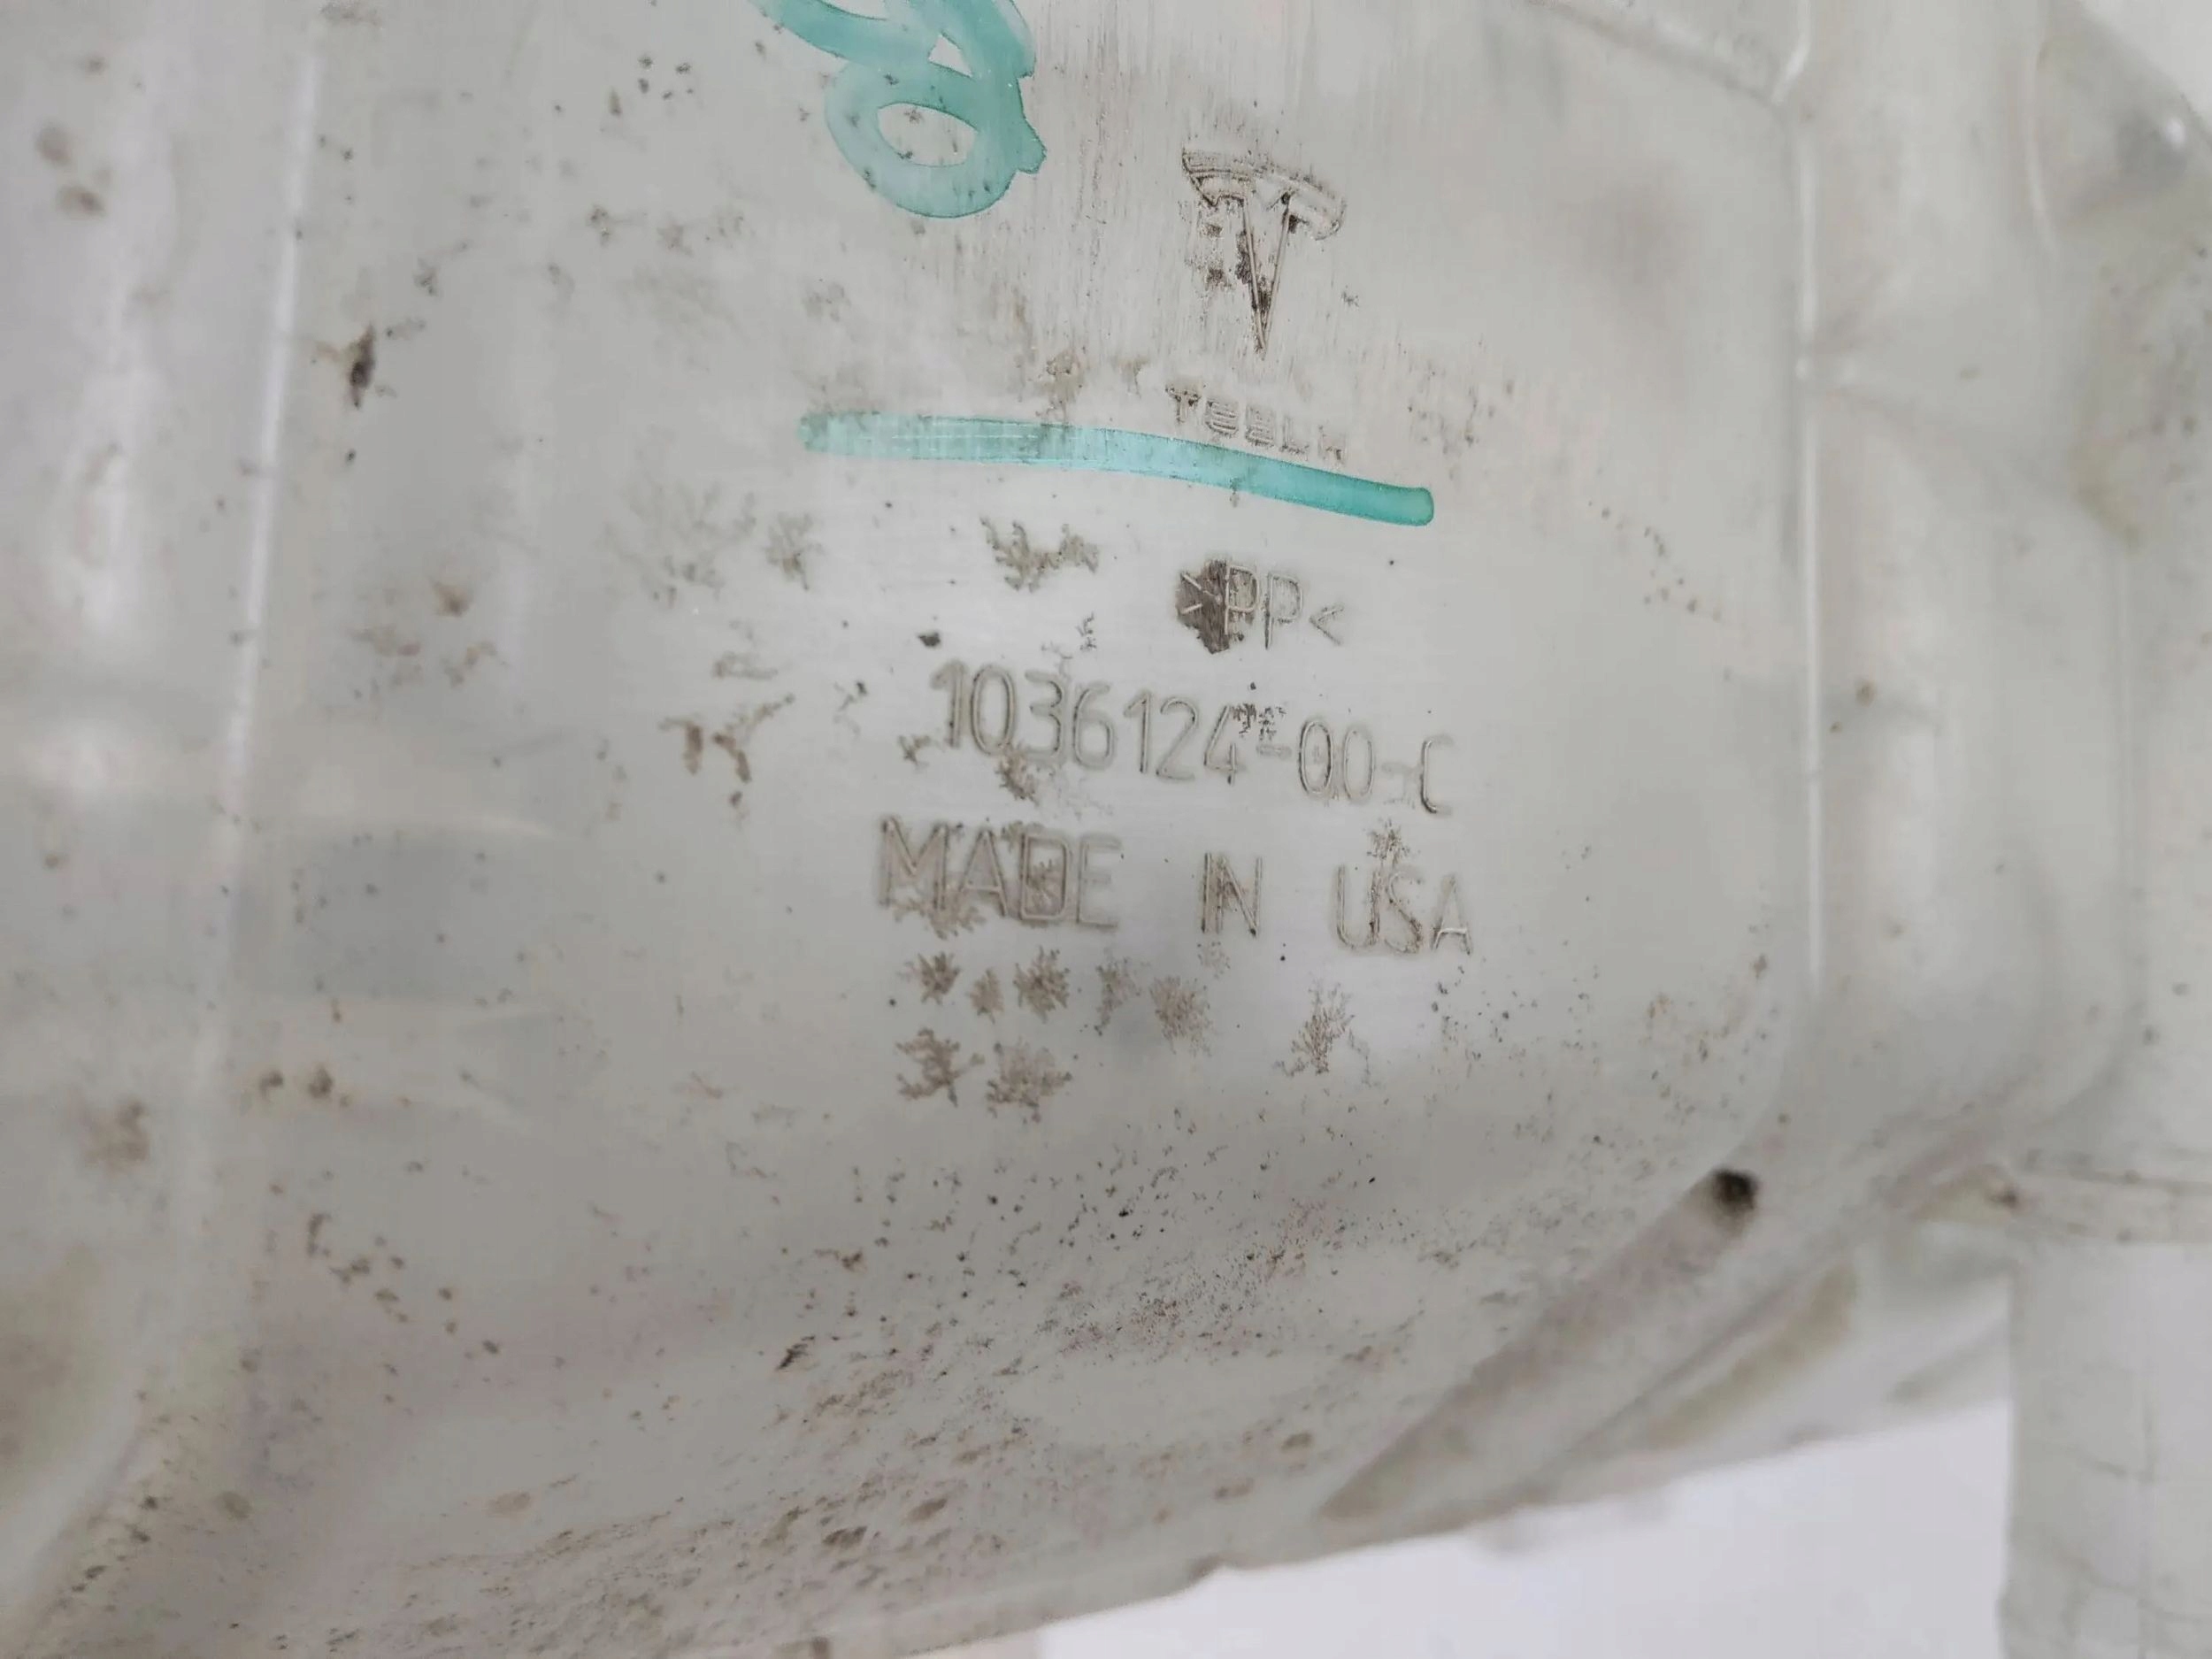 TESLA
>PP<
1036124-00-C
MADE IN USA